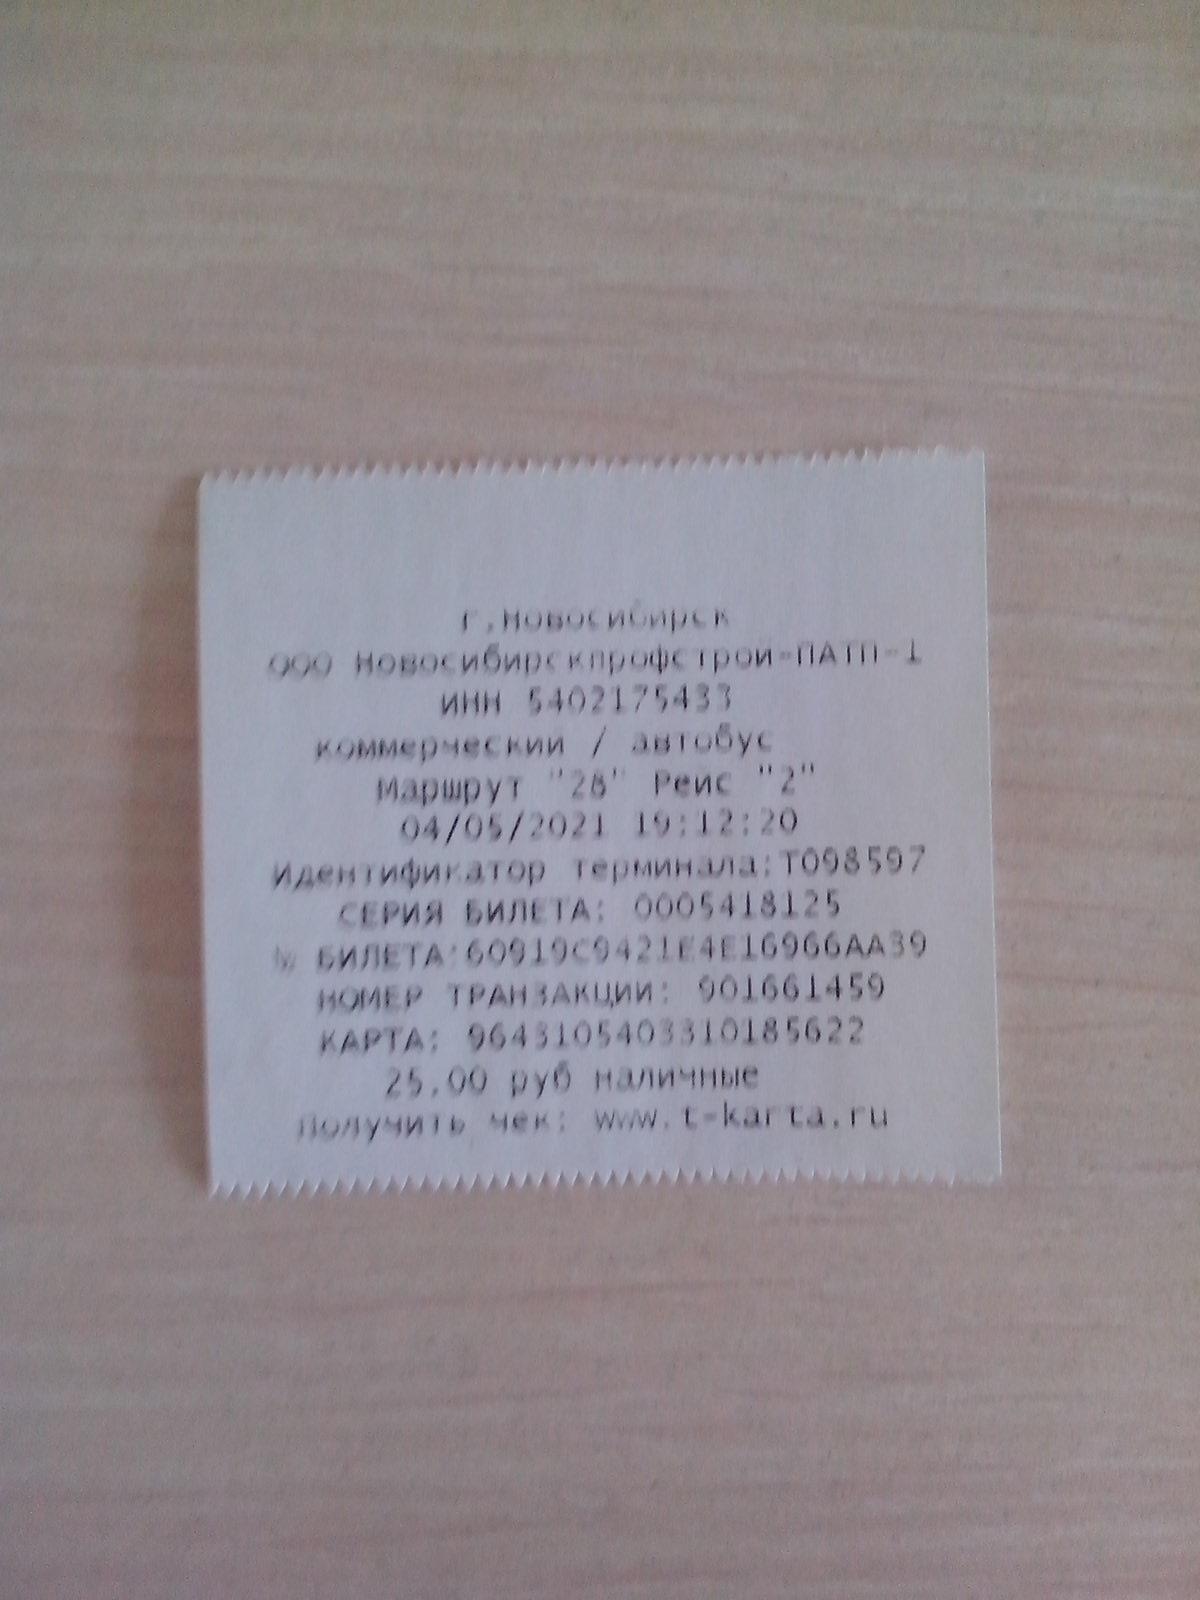 г.Новосибирск
ООО Новосибирскпрофстрой-ПАТП-1
ИНН 5402175433
коммерческий / автобус
Маршрут "28" Рейс "2"
04/05/2021 19:12:20
Идентификатор терминала:T098597
СЕРИЯ БИЛЕТА: 0005418125
№ БИЛЕТА:60919C9421E4E16966AA39
НОМЕР ТРАНЗАКЦИИ: 901661459
КАРТА: 9643105403310185622
25.00 руб наличные
Получить чек: www.t-karta.ru